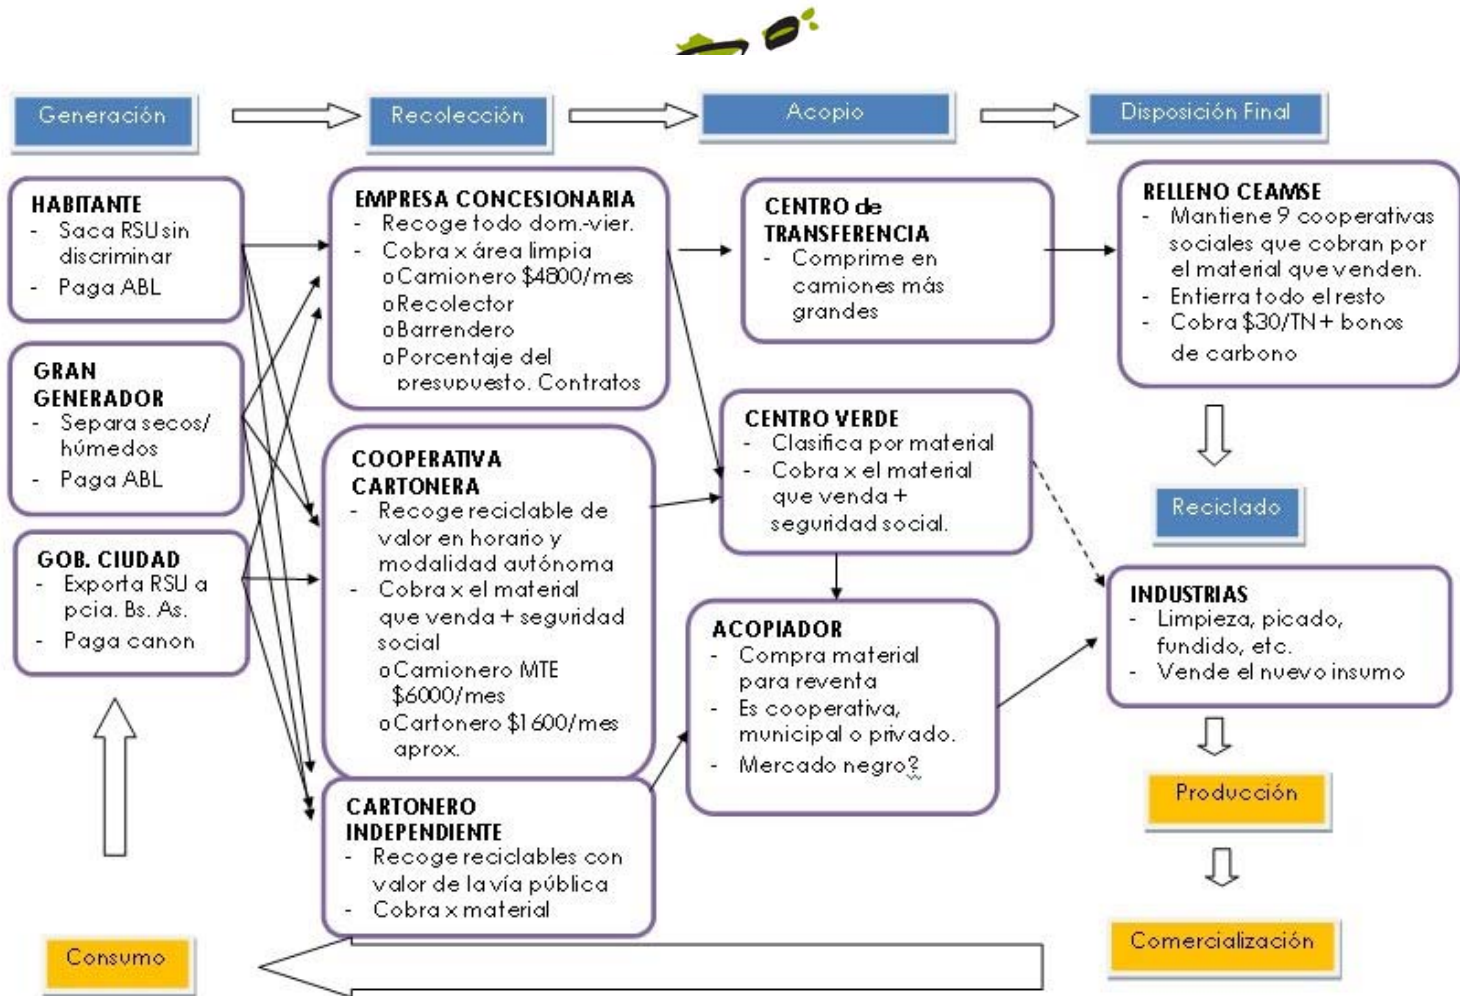 Generación
Recolección
Acopio
Disposición Final
HABITANTE
- Saca RSU sin
discriminar
- Paga ABL
GRAN
GENERADOR
- Separa secos/
húmedos
- Paga ABL
GOB. CIUDAD
- Exporta RSU a
pcia. Bs. As.
- Paga canon
EMPRESA CONCESIONARIA
- Recoge todo dom.-vier.
- Cobra x área limpia
o Camionero $4800/mes
o Recolector
o Barrendero
o Porcentaje del
presupuesto. Contratos
COOPERATIVA
CARTONERA
- Recoge reciclable de
valor en horario y
modalidad autónoma
- Cobra x el material
que venda + seguridad
social
o Camionero MTE
$6000/mes
o Cartonero $1600/mes
aprox.
CARTONERO
INDEPENDIENTE
- Recoge reciclables con
valor de la vía pública
- Cobra x material
CENTRO de
TRANSFERENCIA
- Comprime en
camiones más
grandes
CENTRO VERDE
- Clasifica por material
- Cobra x el material
que venda +
seguridad social.
ACOPIADOR
- Compra material
para reventa
- Es cooperativa,
municipal o privado.
- Mercado negro?
RELLENO CEAMSE
- Mantiene 9 cooperativas
sociales que cobran por
el material que venden.
- Entierra todo el resto
- Cobra $30/TN + bonos
de carbono
Reciclado
INDUSTRIAS
- Limpieza, picado,
fundido, etc.
- Vende el nuevo insumo
Producción
Comercialización
Consumo